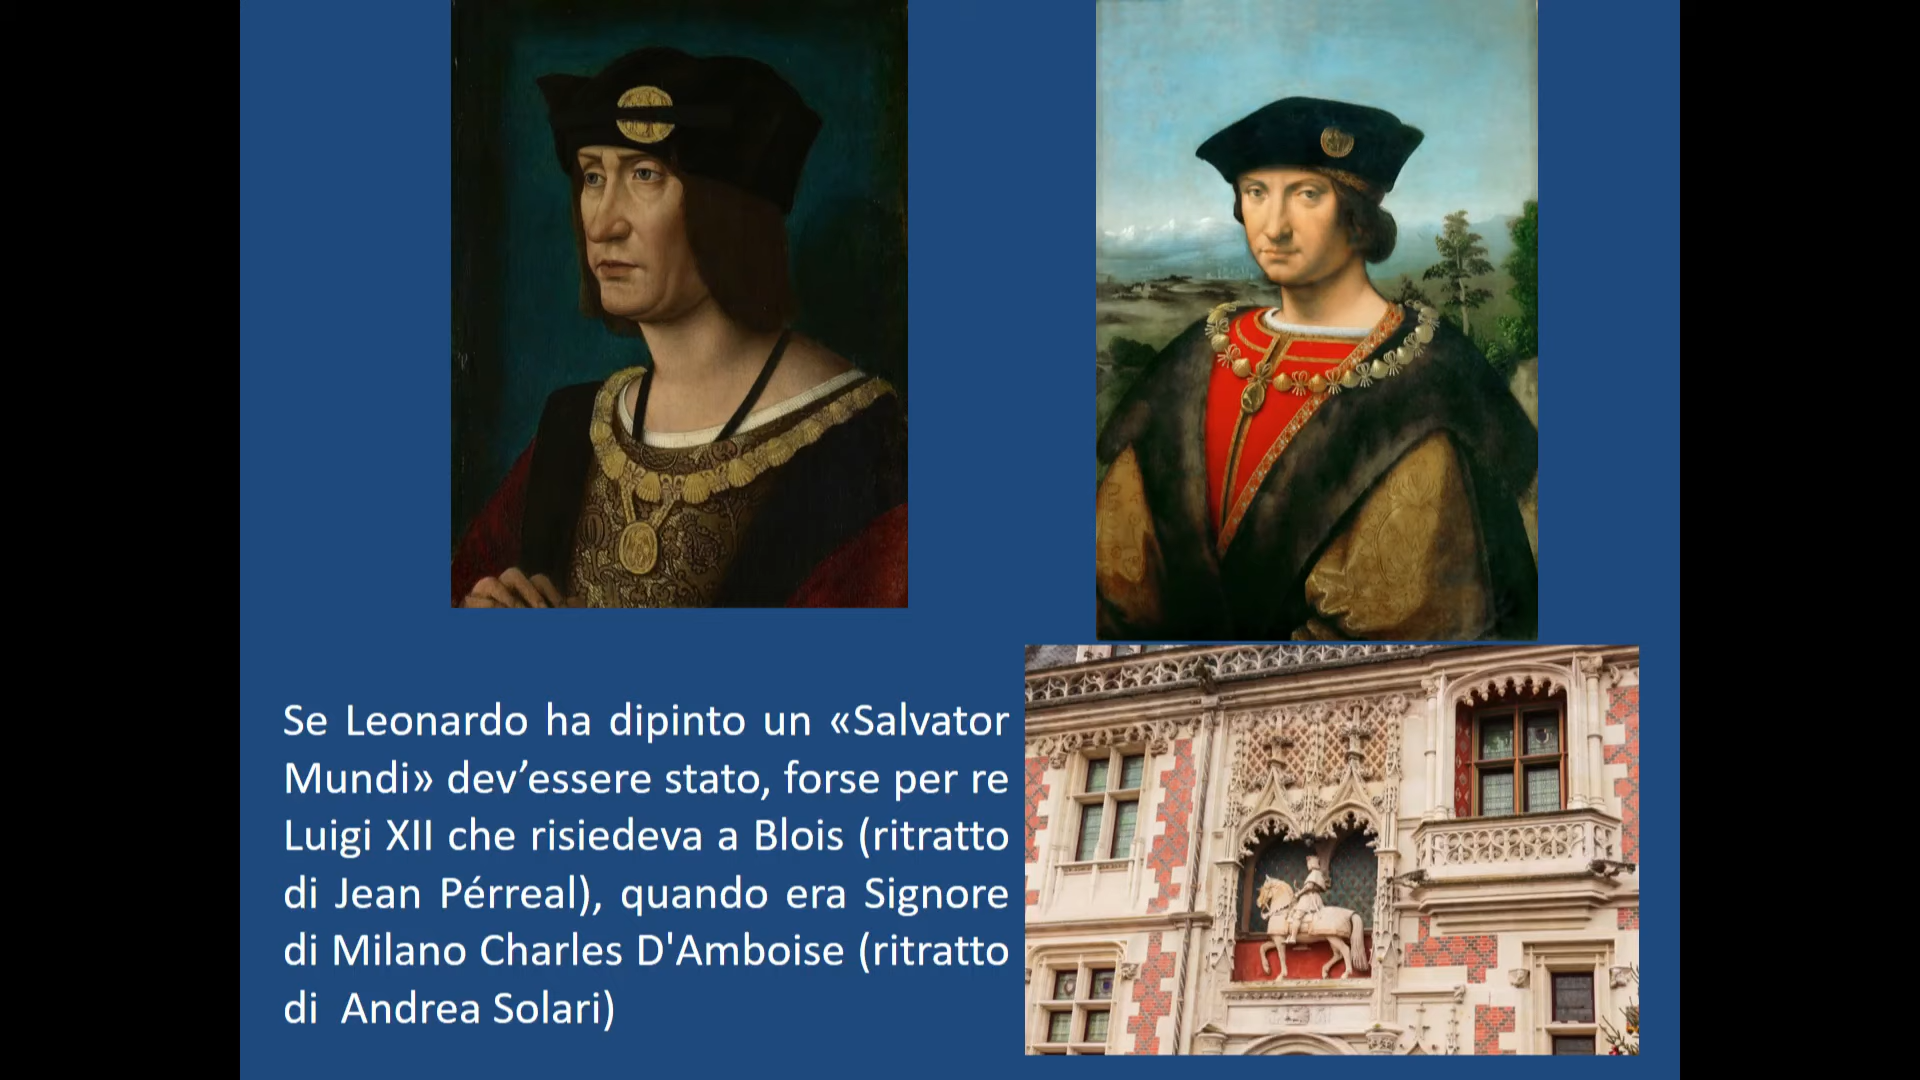 Se Leonardo ha dipinto un «Salvator
Mundi» dev’essere stato, forse per re
Luigi XII che risiedeva a Blois (ritratto
di Jean Pérreal), quando era Signore
di Milano Charles D'Amboise (ritratto
di  Andrea Solari)